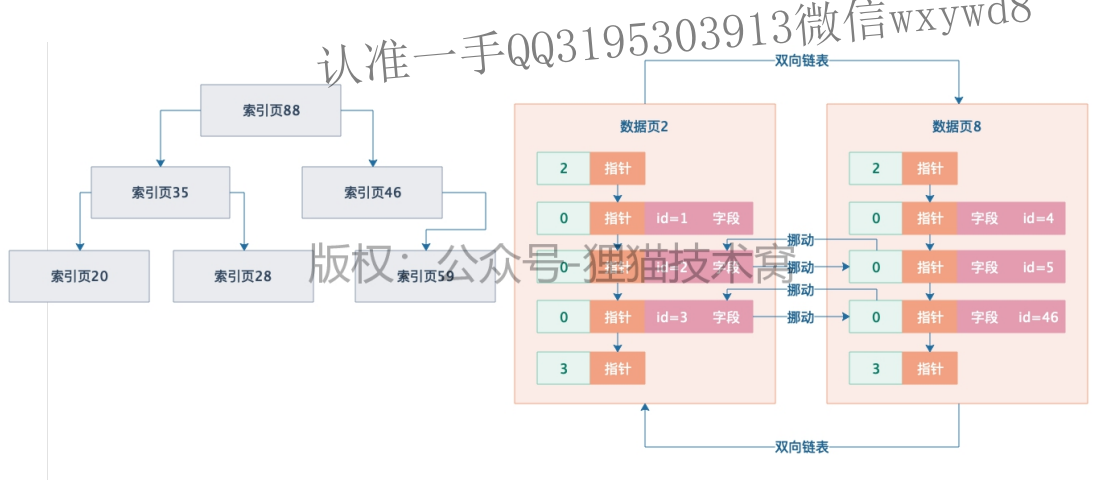 认准一手QQ3195303913微信wxywd8
双向链表
索引页88
索引页35
索引页46
索引页20
索引页28
索引页59
数据页2
2 指针
0 指针 id=1 字段
0 指针 id=2 字段
0 指针 id=3 字段
3 指针
挪动
挪动
挪动
挪动
数据页8
2 指针
0 指针 字段 id=4
0 指针 字段 id=5
0 指针 字段 id=46
3 指针
双向链表
版权：公众号-狸猫技术窝